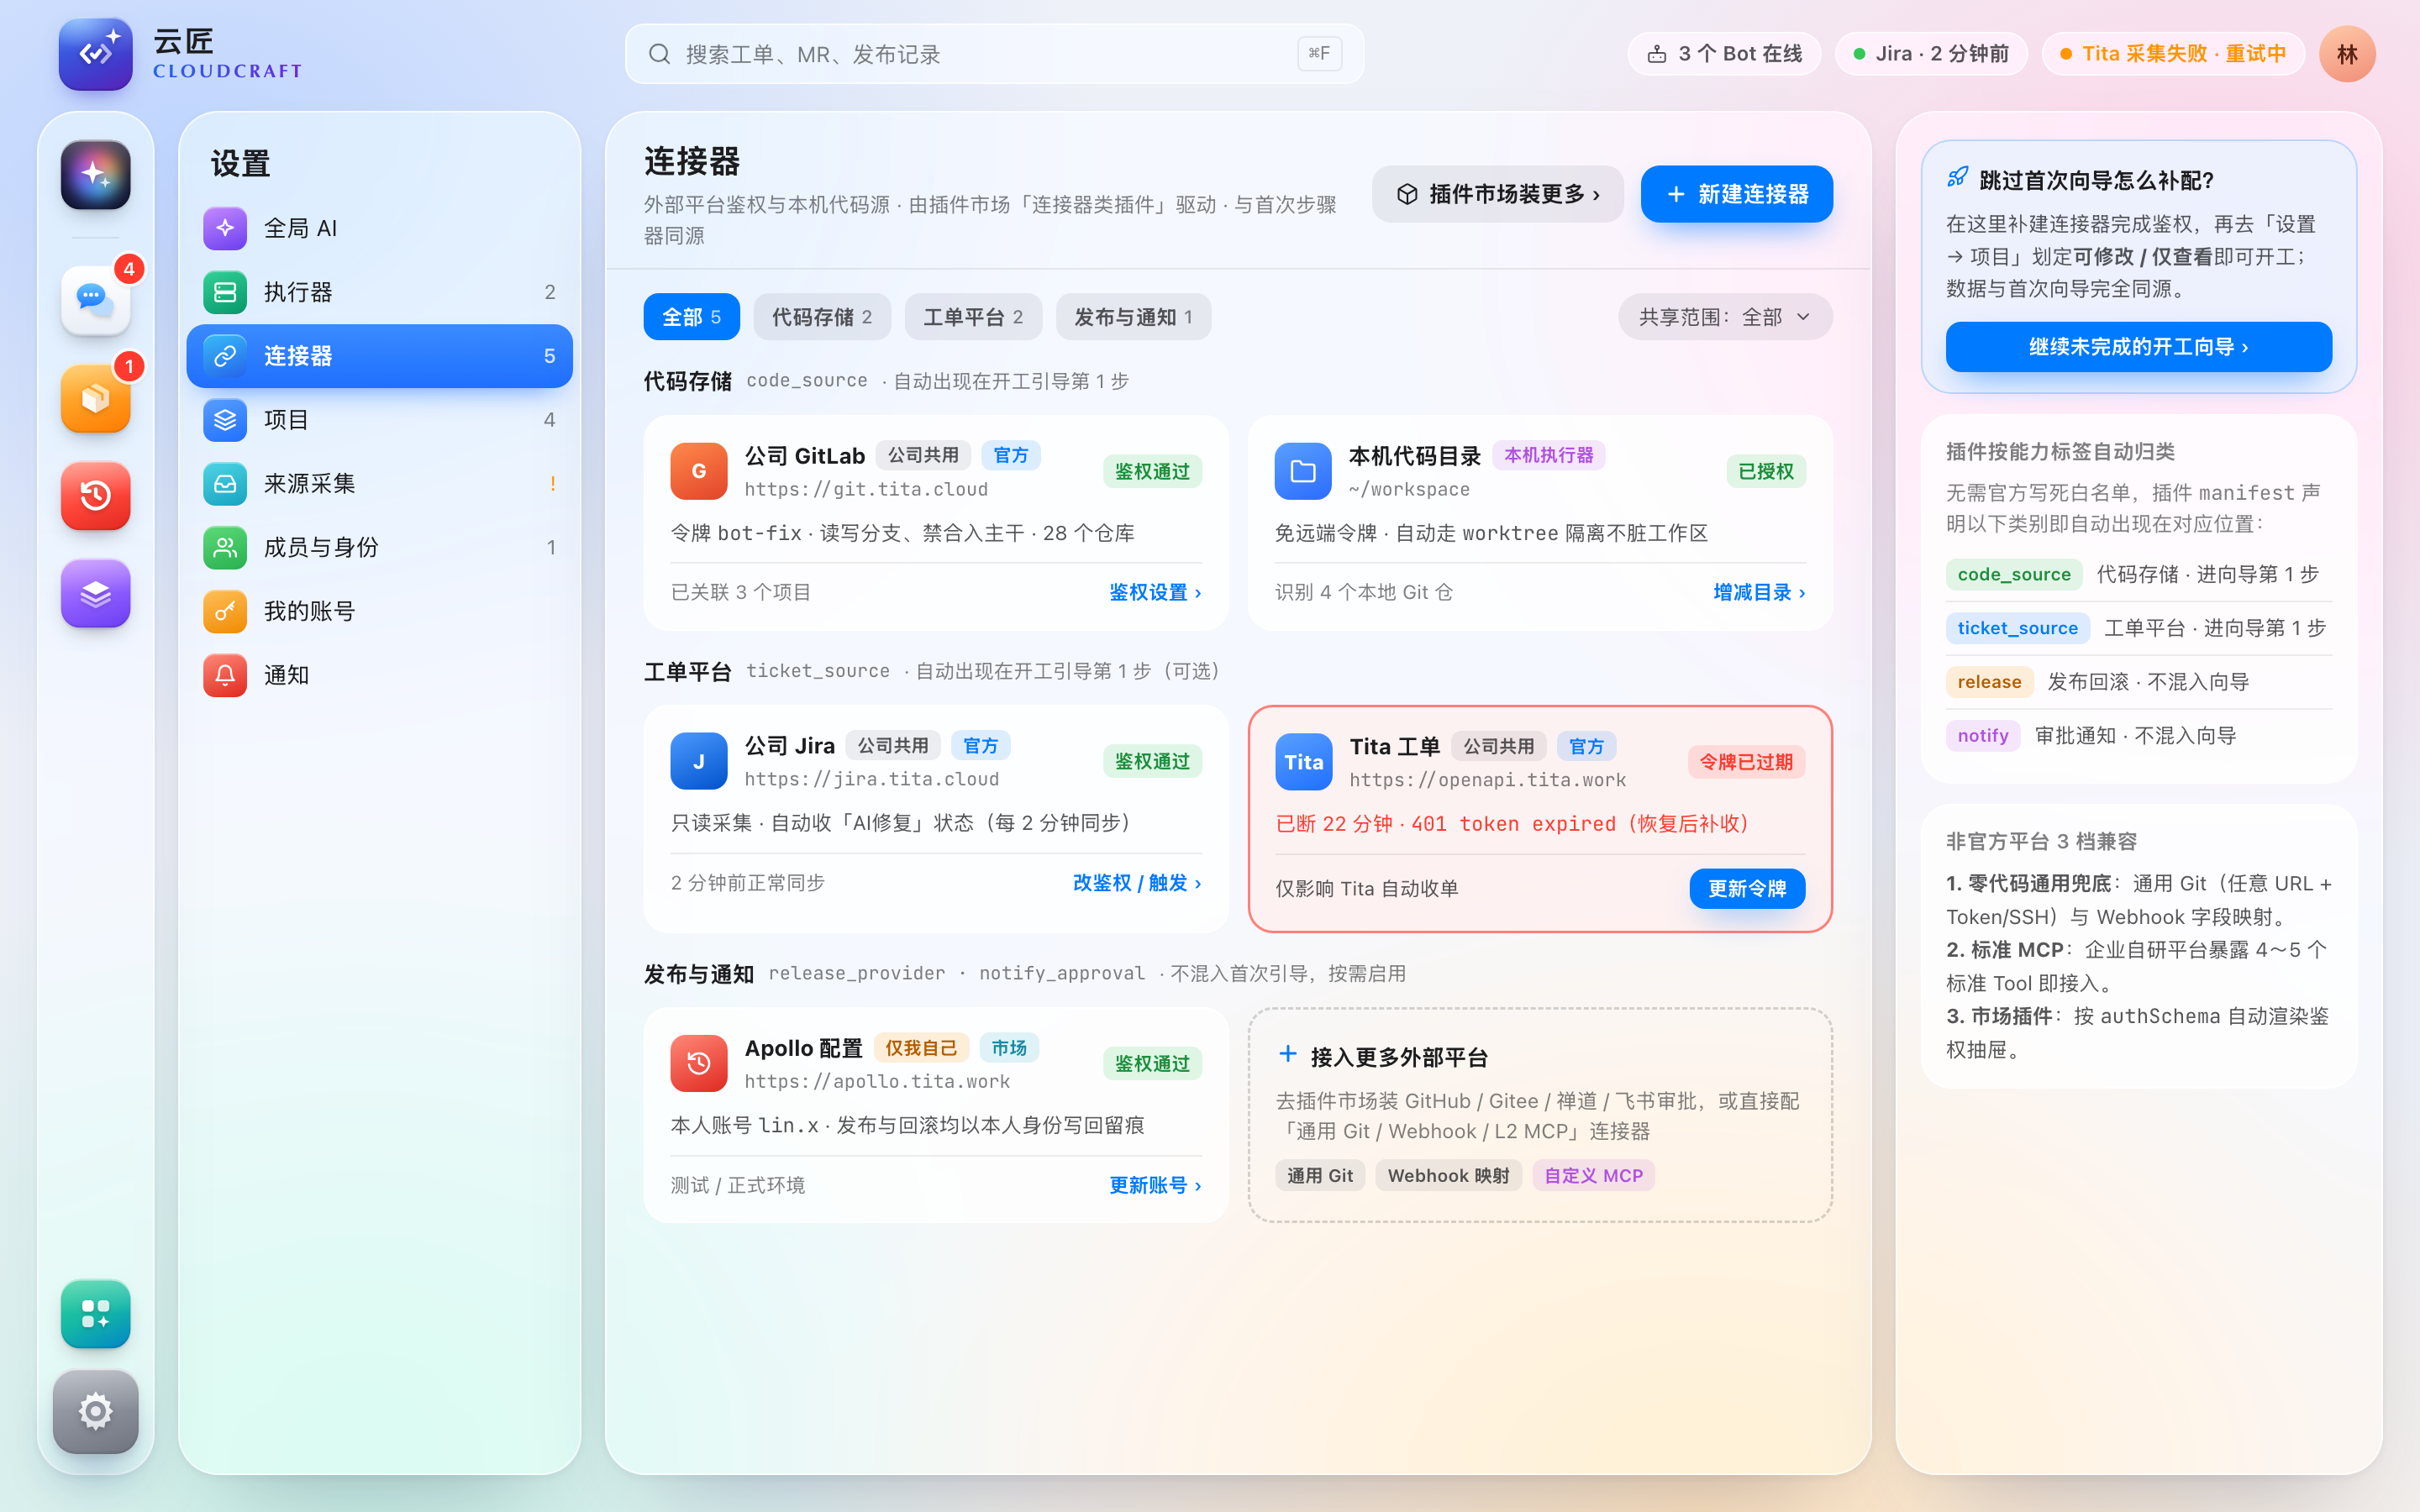 云匠
CLOUDCRAFT
搜索工单、MR、发布记录
⌘F
3 个 Bot 在线
Jira · 2 分钟前
Tita 采集失败 · 重试中
林
4
1
设置
全局 AI
执行器 2
连接器 5
项目 4
来源采集 !
成员与身份 1
我的账号
通知
连接器
外部平台鉴权与本机代码源 · 由插件市场「连接器类插件」驱动 · 与首次步骤
器同源
插件市场装更多 ›
+ 新建连接器
全部 5
代码存储 2
工单平台 2
发布与通知 1
共享范围：全部
代码存储 code_source · 自动出现在开工引导第 1 步
G
公司 GitLab 公司共用 官方
https://git.tita.cloud
鉴权通过
令牌 bot-fix · 读写分支、禁合入主干 · 28 个仓库
已关联 3 个项目
鉴权设置 ›
本机代码目录 本机执行器
~/workspace
已授权
免远端令牌 · 自动走 worktree 隔离不脏工作区
识别 4 个本地 Git 仓
增减目录 ›
工单平台 ticket_source · 自动出现在开工引导第 1 步（可选）
J
公司 Jira 公司共用 官方
https://jira.tita.cloud
鉴权通过
只读采集 · 自动收「AI修复」状态（每 2 分钟同步）
2 分钟前正常同步
改鉴权 / 触发 ›
Tita
Tita 工单 公司共用 官方
https://openapi.tita.work
令牌已过期
已断 22 分钟 · 401 token expired（恢复后补收）
仅影响 Tita 自动收单
更新令牌
发布与通知 release_provider · notify_approval · 不混入首次引导，按需启用
Apollo 配置 仅我自己 市场
https://apollo.tita.work
鉴权通过
本人账号 lin.x · 发布与回滚均以本人身份写回留痕
测试 / 正式环境
更新账号 ›
+ 接入更多外部平台
去插件市场装 GitHub / Gitee / 禅道 / 飞书审批，或直接配
「通用 Git / Webhook / L2 MCP」连接器
通用 Git
Webhook 映射
自定义 MCP
跳过首次向导怎么补配?
在这里补建连接器完成鉴权，再去「设置
→ 项目」划定可修改 / 仅查看即可开工；
数据与首次向导完全同源。
继续未完成的开工向导 ›
插件按能力标签自动归类
无需官方写死白名单，插件 manifest 声
明以下类别即自动出现在对应位置：
code_source 代码存储 · 进向导第 1 步
ticket_source 工单平台 · 进向导第 1 步
release 发布回滚 · 不混入向导
notify 审批通知 · 不混入向导
非官方平台 3 档兼容
1. 零代码通用兜底：通用 Git（任意 URL +
Token/SSH）与 Webhook 字段映射。
2. 标准 MCP：企业自研平台暴露 4～5 个
标准 Tool 即接入。
3. 市场插件：按 authSchema 自动渲染鉴
权抽屉。